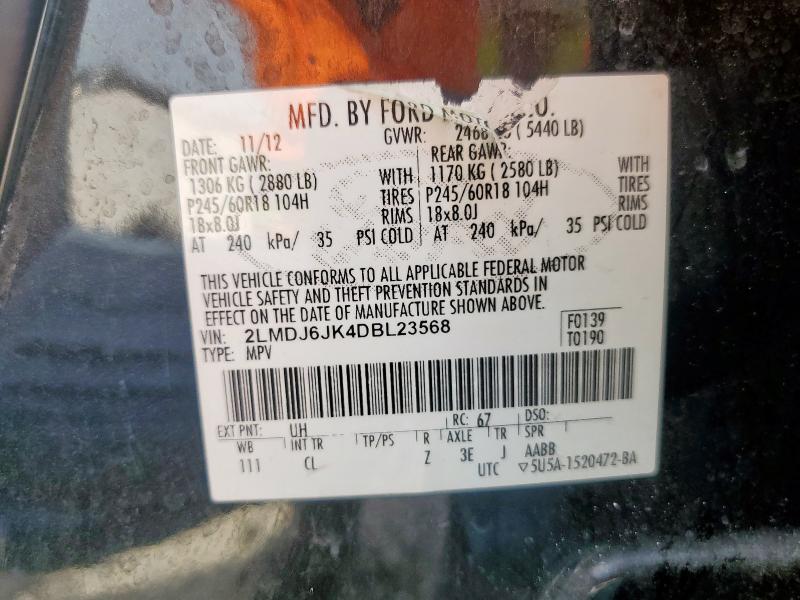 MFD. BY FORD MOTOR CO.
DATE: 11/12 GVWR: 2468 KG ( 5440 LB)
FRONT GAWR: REAR GAWR:
1306 KG ( 2880 LB) WITH 1170 KG ( 2580 LB) WITH
P245/60R18 104H TIRES P245/60R18 104H TIRES
18x8.0J RIMS 18x8.0J RIMS
AT 240 kPa/ 35 PSI COLD AT 240 kPa/ 35 PSI COLD
THIS VEHICLE CONFORMS TO ALL APPLICABLE FEDERAL MOTOR
VEHICLE SAFETY AND THEFT PREVENTION STANDARDS IN
EFFECT ON THE DATE OF MANUFACTURE SHOWN ABOVE.
VIN: 2LMDJ6JK4DBL23568 F0139
TYPE: MPV T0190
EXT PNT: UH RC: 67 DSO:
WB INT TR TP/PS R AXLE TR SPR
111 CL Z 3E J AABB
UTC ▽5U5A-1520472-BA